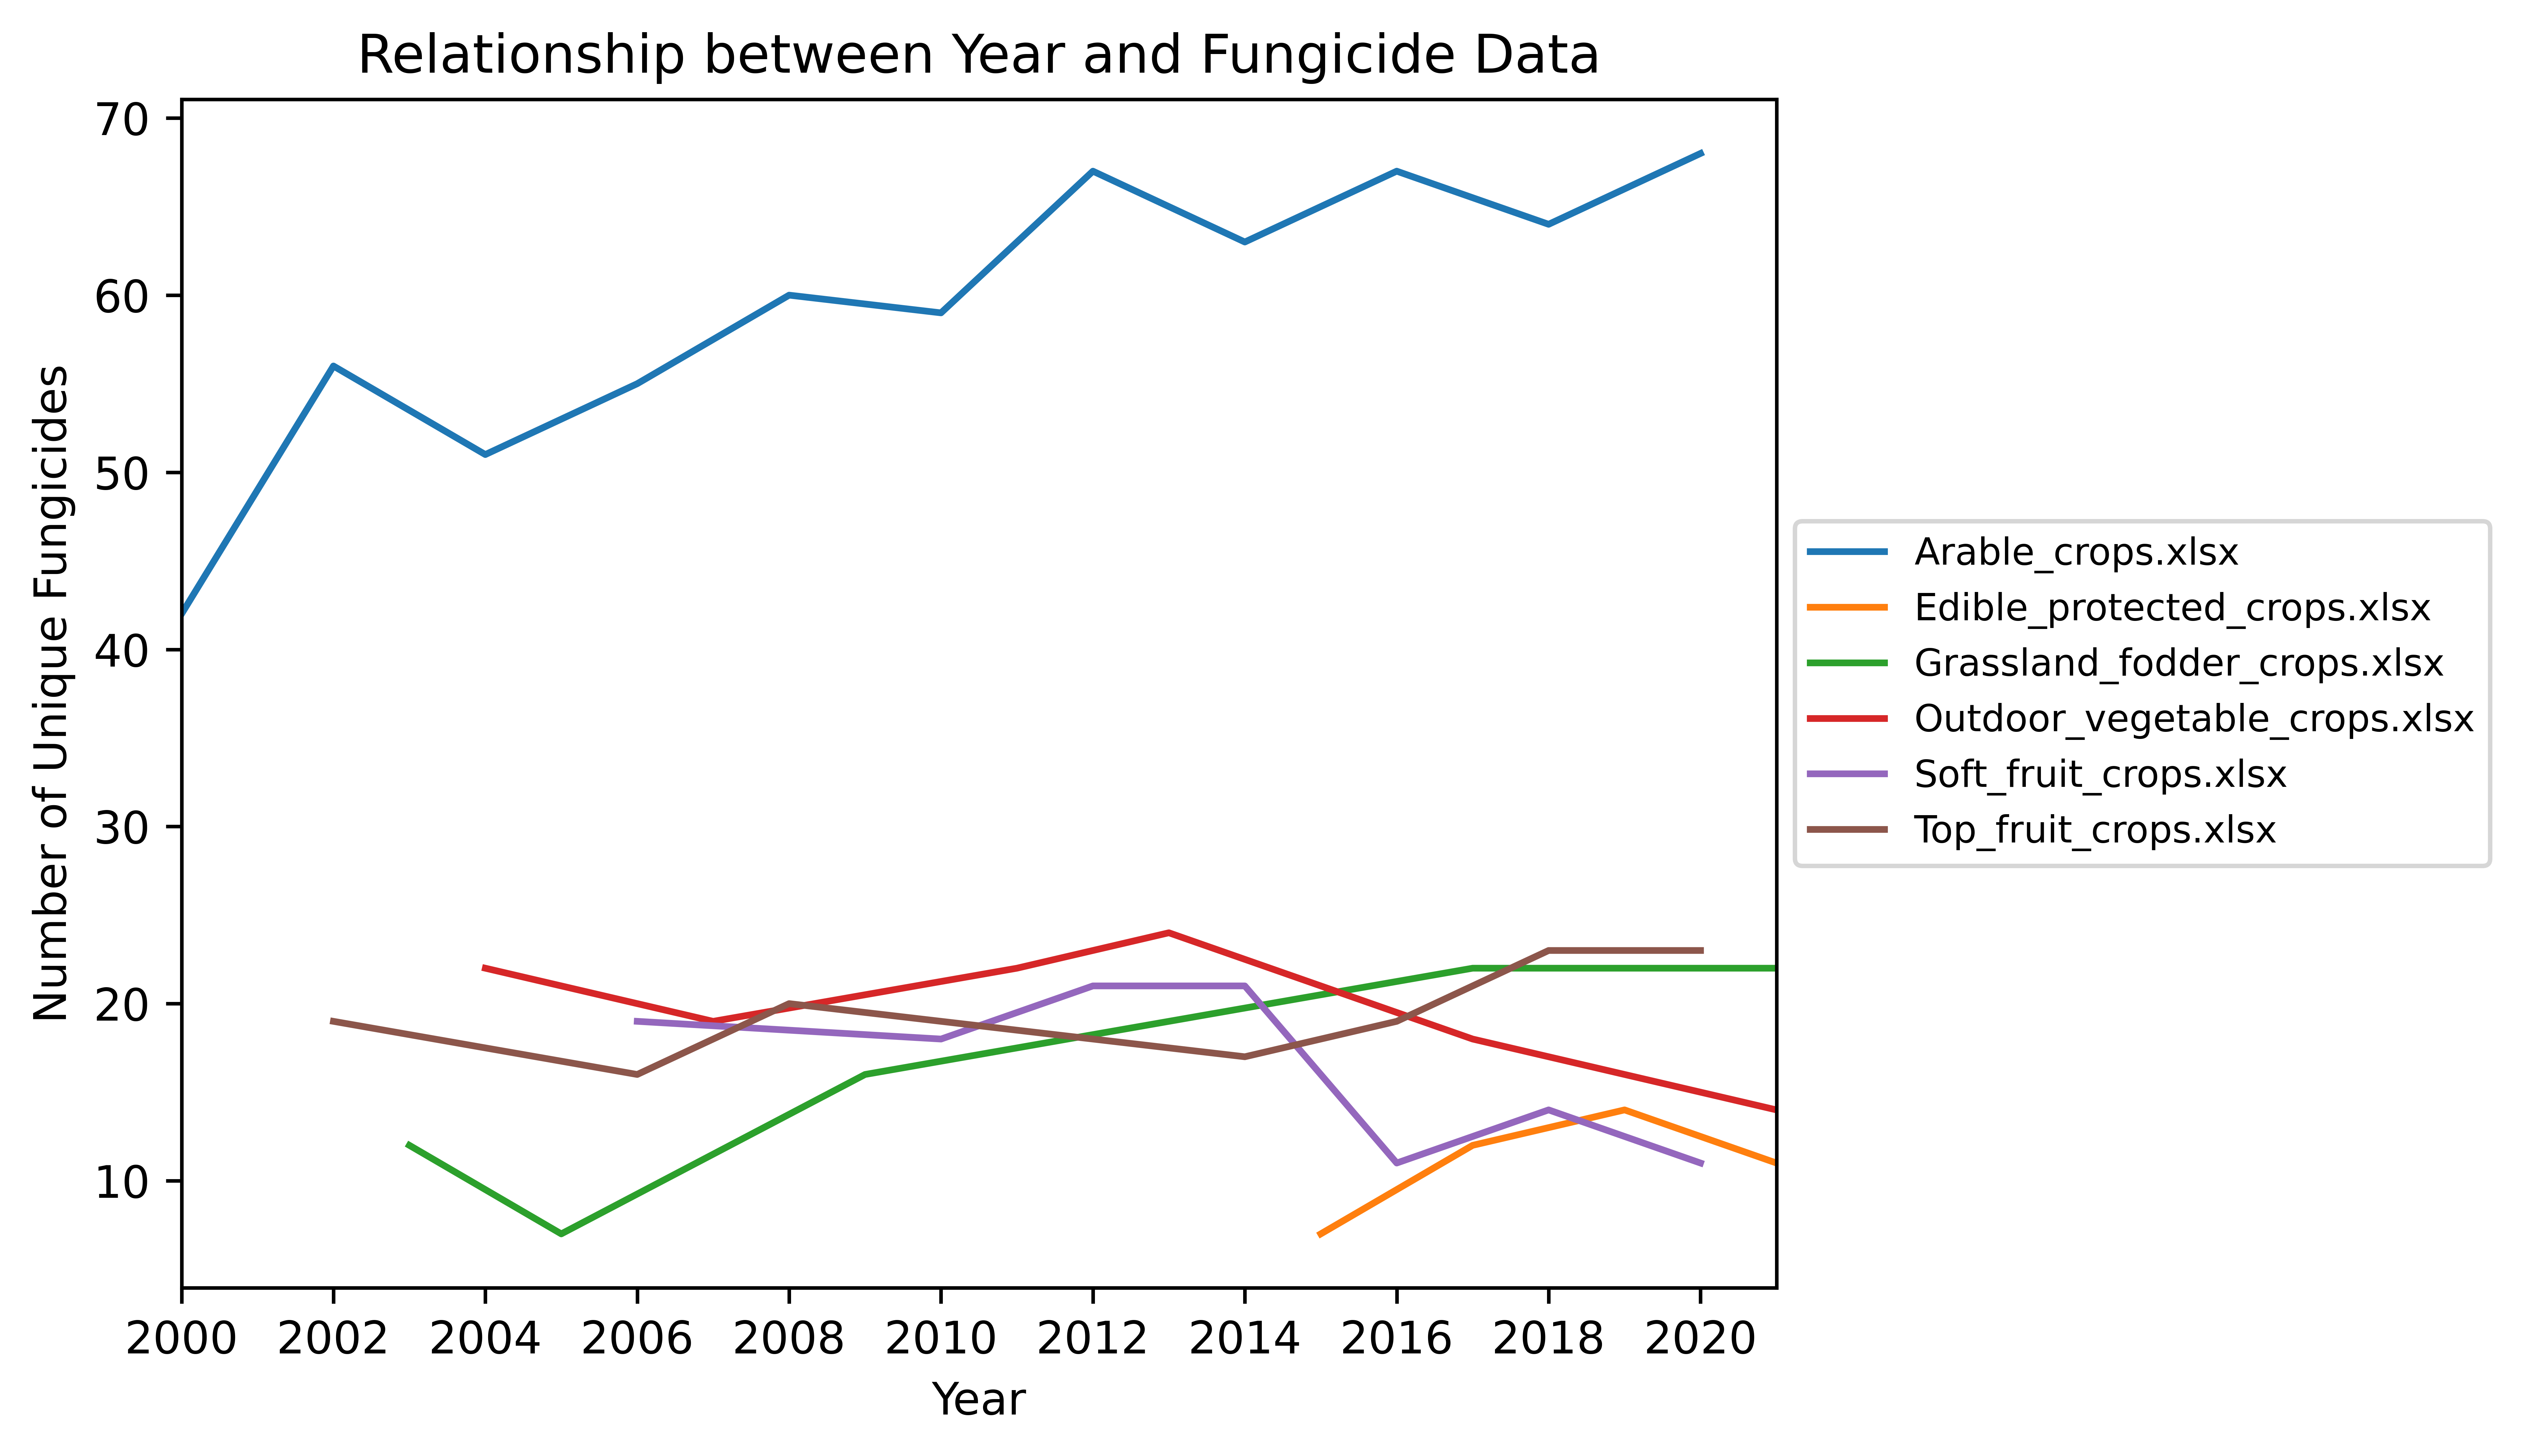 Relationship between Year and Fungicide Data
Number of Unique Fungicides
70
60
50
40
30
20
10
2000 2002 2004 2006 2008 2010 2012 2014 2016 2018 2020
Year
Arable_crops.xlsx
Edible_protected_crops.xlsx
Grassland_fodder_crops.xlsx
Outdoor_vegetable_crops.xlsx
Soft_fruit_crops.xlsx
Top_fruit_crops.xlsx